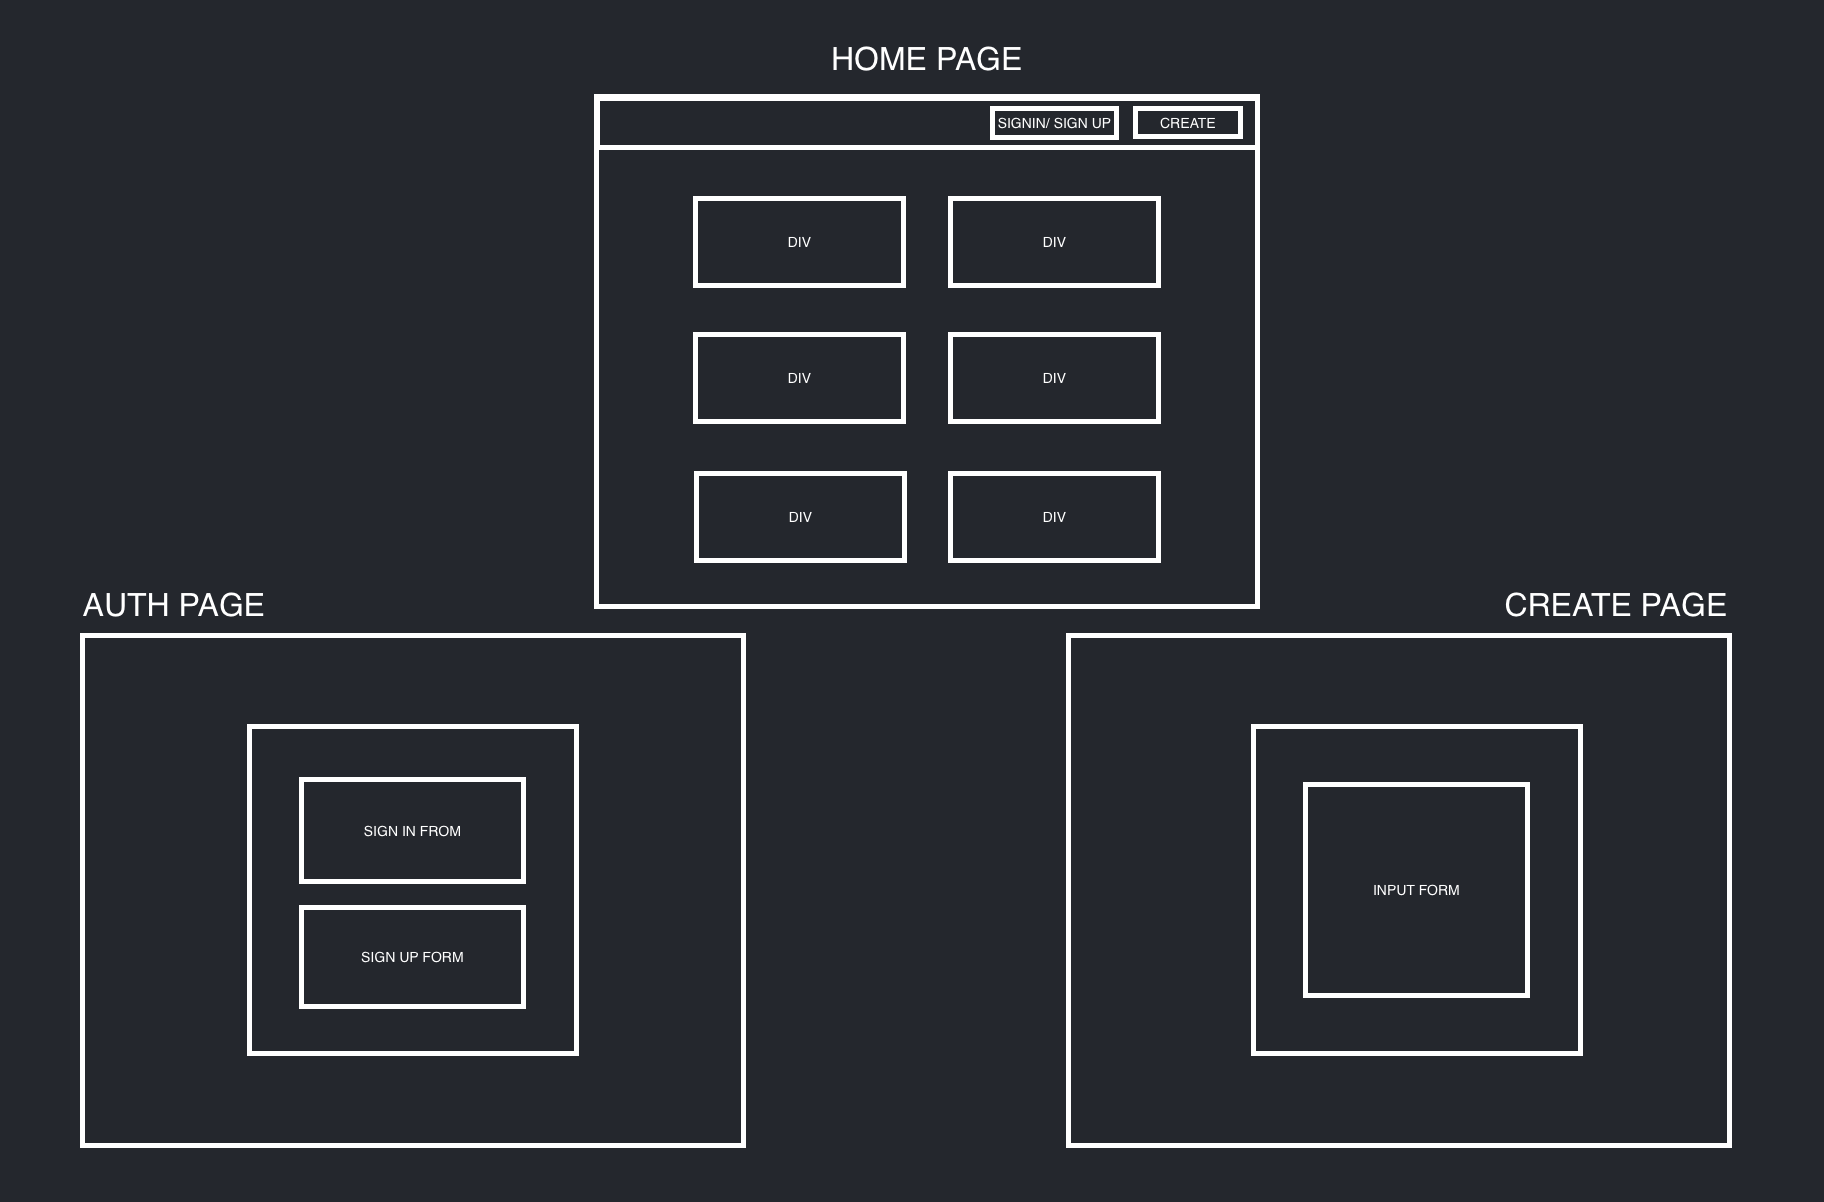 HOME PAGE
SIGNIN/ SIGN UP
CREATE
DIV
DIV
DIV
DIV
DIV
DIV
AUTH PAGE
CREATE PAGE
SIGN IN FROM
SIGN UP FORM
INPUT FORM